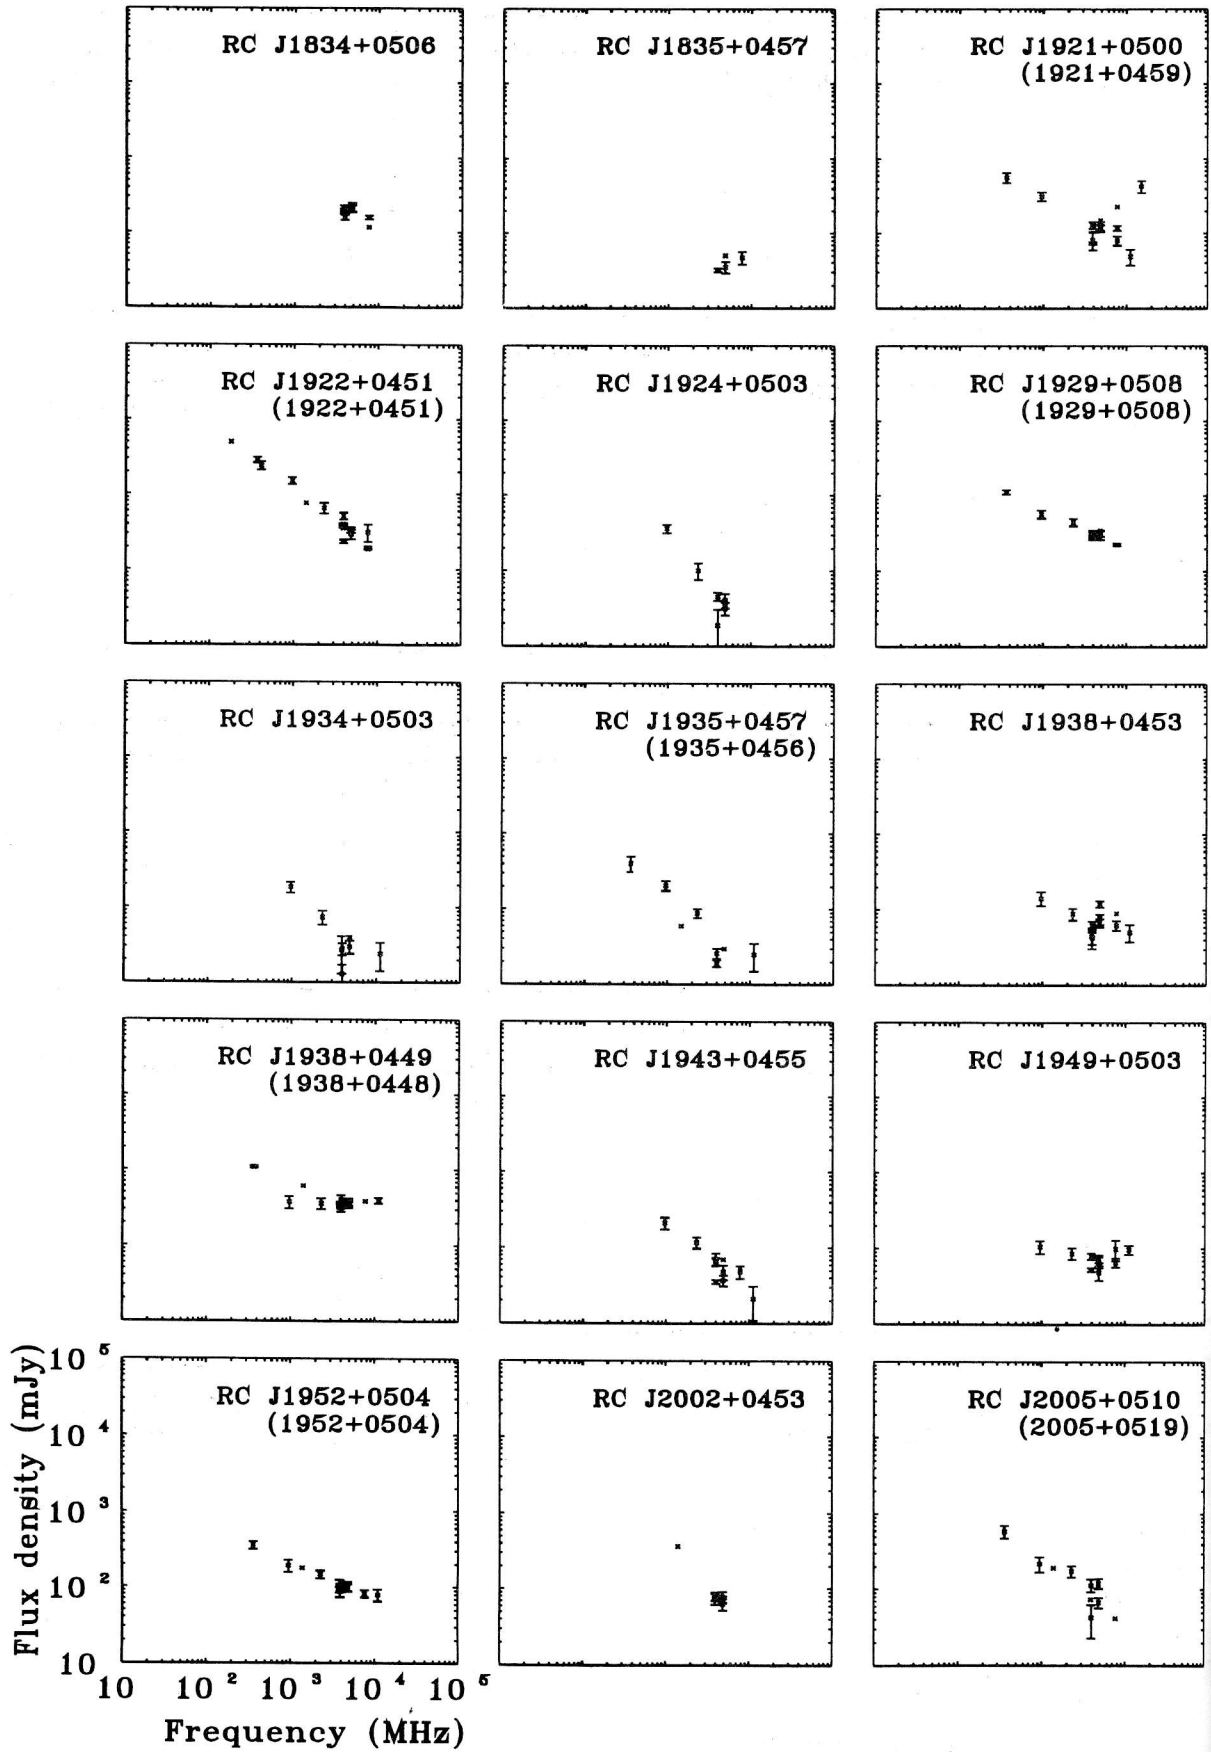 RC J1834+0506
RC J1835+0457
RC J1921+0500
(1921+0459)
RC J1922+0451
(1922+0451)
RC J1924+0503
RC J1929+0508
(1929+0508)
RC J1934+0503
RC J1935+0457
(1935+0456)
RC J1938+0453
RC J1938+0449
(1938+0448)
RC J1943+0455
RC J1949+0503
RC J1952+0504
(1952+0504)
RC J2002+0453
RC J2005+0510
(2005+0519)
Flux density (mJy)
10 5
10 4
10 3
10 2
10
10 10 2 10 3 10 4 10 5
Frequency (MHz)